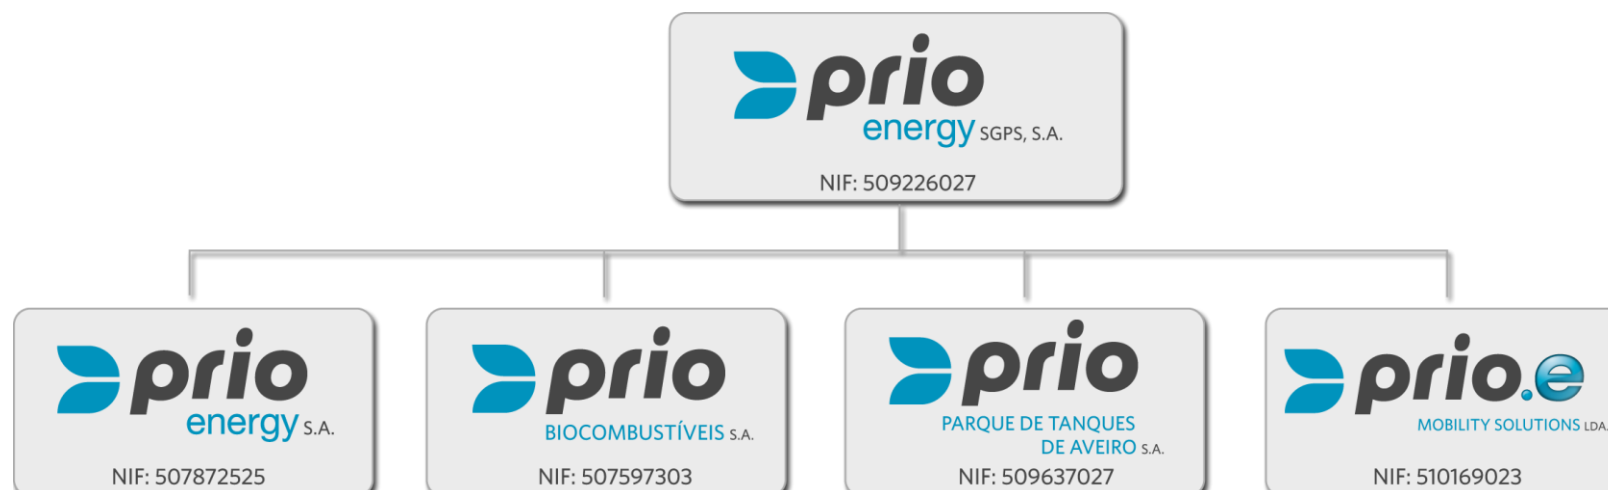 prio
energy SGPS, S.A.
NIF: 509226027
prio
energy S.A.
NIF: 507872525
prio
BIOCOMBUSTÍVEIS S.A.
NIF: 507597303
prio
PARQUE DE TANQUES
DE AVEIRO S.A.
NIF: 509637027
prio.e
MOBILITY SOLUTIONS LDA.
NIF: 510169023